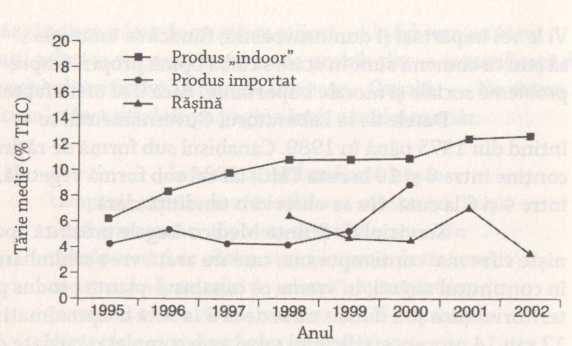 20
18
16
14
12
10
8
6
4
2
0
Tărie medie (% THC)
Produs „indoor”
Produs importat
Rășină
1995 1996 1997 1998 1999 2000 2001 2002
Anul